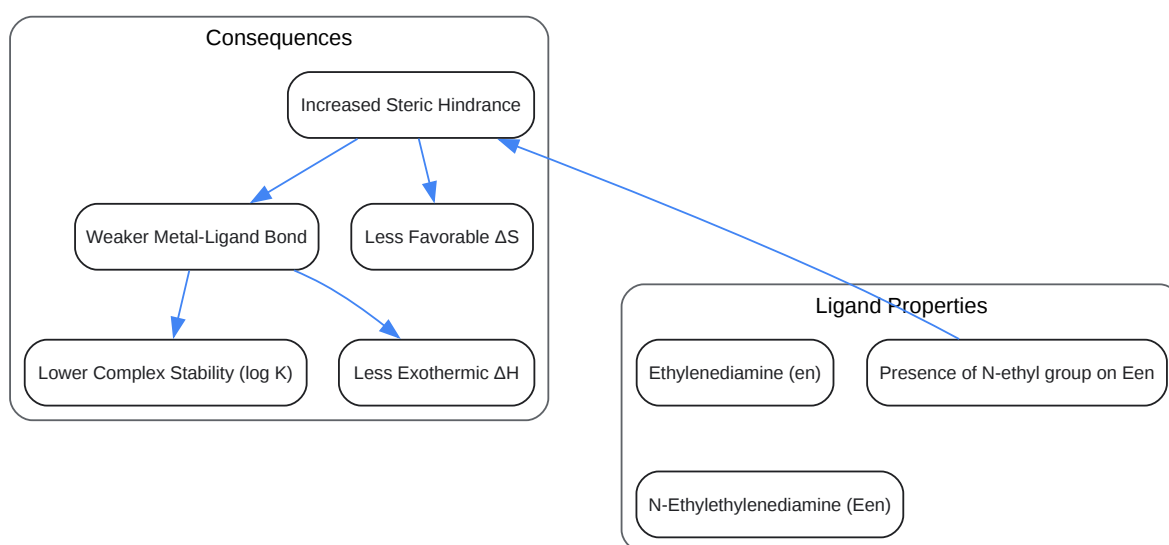 Consequences
Increased Steric Hindrance
Weaker Metal-Ligand Bond
Less Favorable ΔS
Lower Complex Stability (log K)
Less Exothermic ΔH
Ligand Properties
Ethylenediamine (en)
Presence of N-ethyl group on Een
N-Ethylethylenediamine (Een)